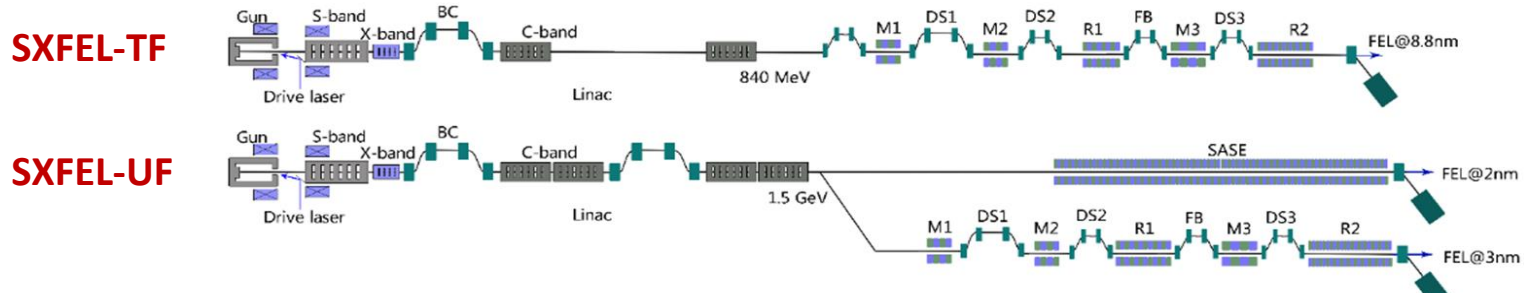 SXFEL-TF
Gun
S-band
X-band
BC
C-band
Drive laser
Linac
840 MeV
M1
DS1
M2
DS2
R1
FB
M3
DS3
R2
FEL@8.8nm
SXFEL-UF
Gun
S-band
X-band
BC
C-band
Drive laser
Linac
1.5 GeV
SASE
FEL@2nm
M1
DS1
M2
DS2
R1
FB
M3
DS3
R2
FEL@3nm